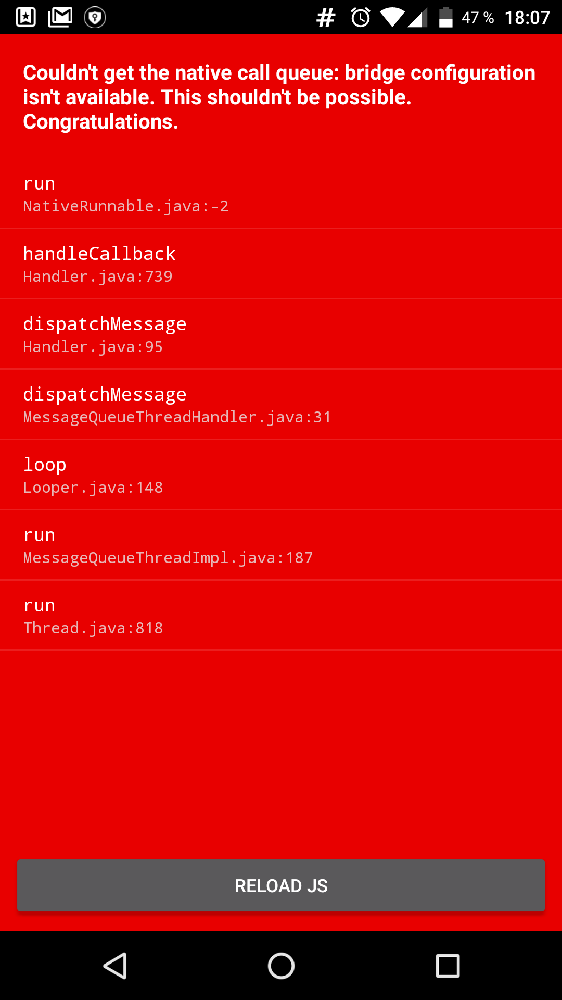 # 47 % 18:07
Couldn't get the native call queue: bridge configuration
isn't available. This shouldn't be possible.
Congratulations.
run
NativeRunnable.java:-2
handleCallback
Handler.java:739
dispatchMessage
Handler.java:95
dispatchMessage
MessageQueueThreadHandler.java:31
loop
Looper.java:148
run
MessageQueueThreadImpl.java:187
run
Thread.java:818
RELOAD JS